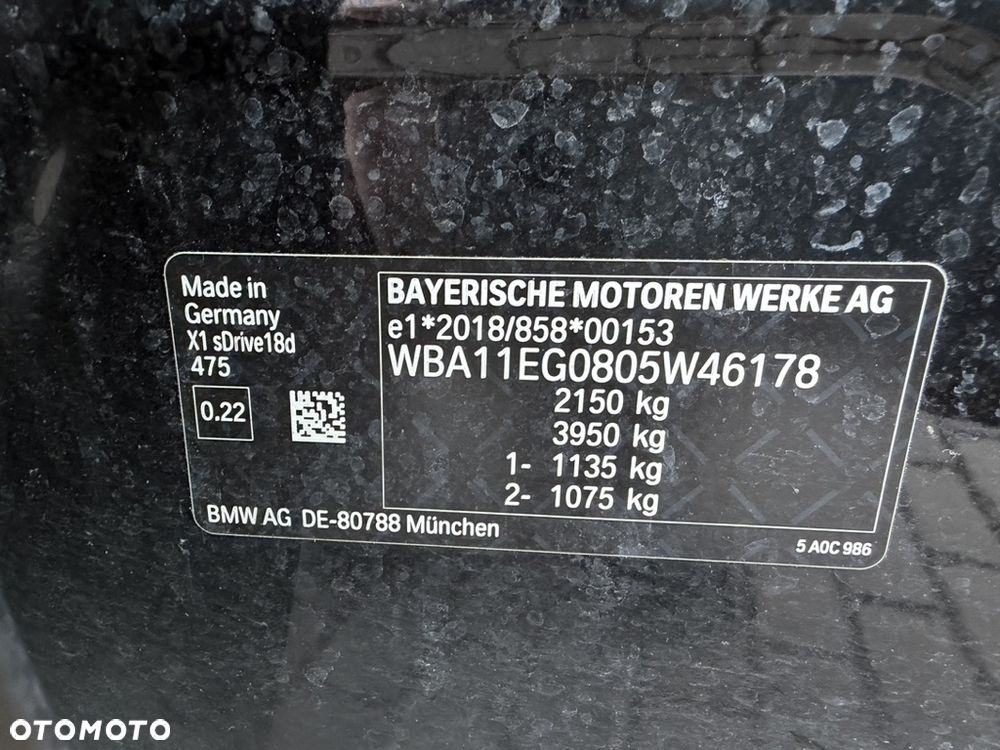 Made in
Germany
X1 sDrive18d
475
0.22
BAYERISCHE MOTOREN WERKE AG
e1*2018/858*00153
WBA11EG0805W46178
2150 kg
3950 kg
1- 1135 kg
2- 1075 kg
BMW AG DE-80788 München
5 A0C 986
OTOMOTO